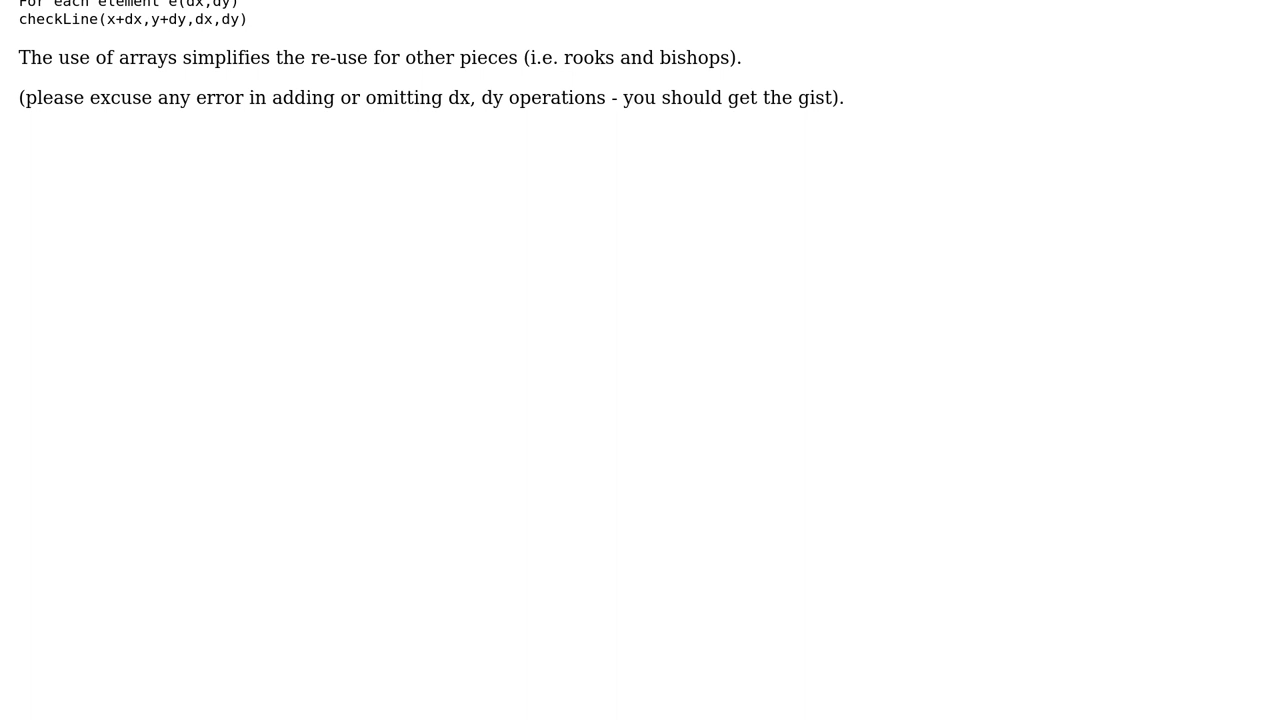 For each element e(dx,dy)
checkLine(x+dx,y+dy,dx,dy)
The use of arrays simplifies the re-use for other pieces (i.e. rooks and bishops).
(please excuse any error in adding or omitting dx, dy operations - you should get the gist).